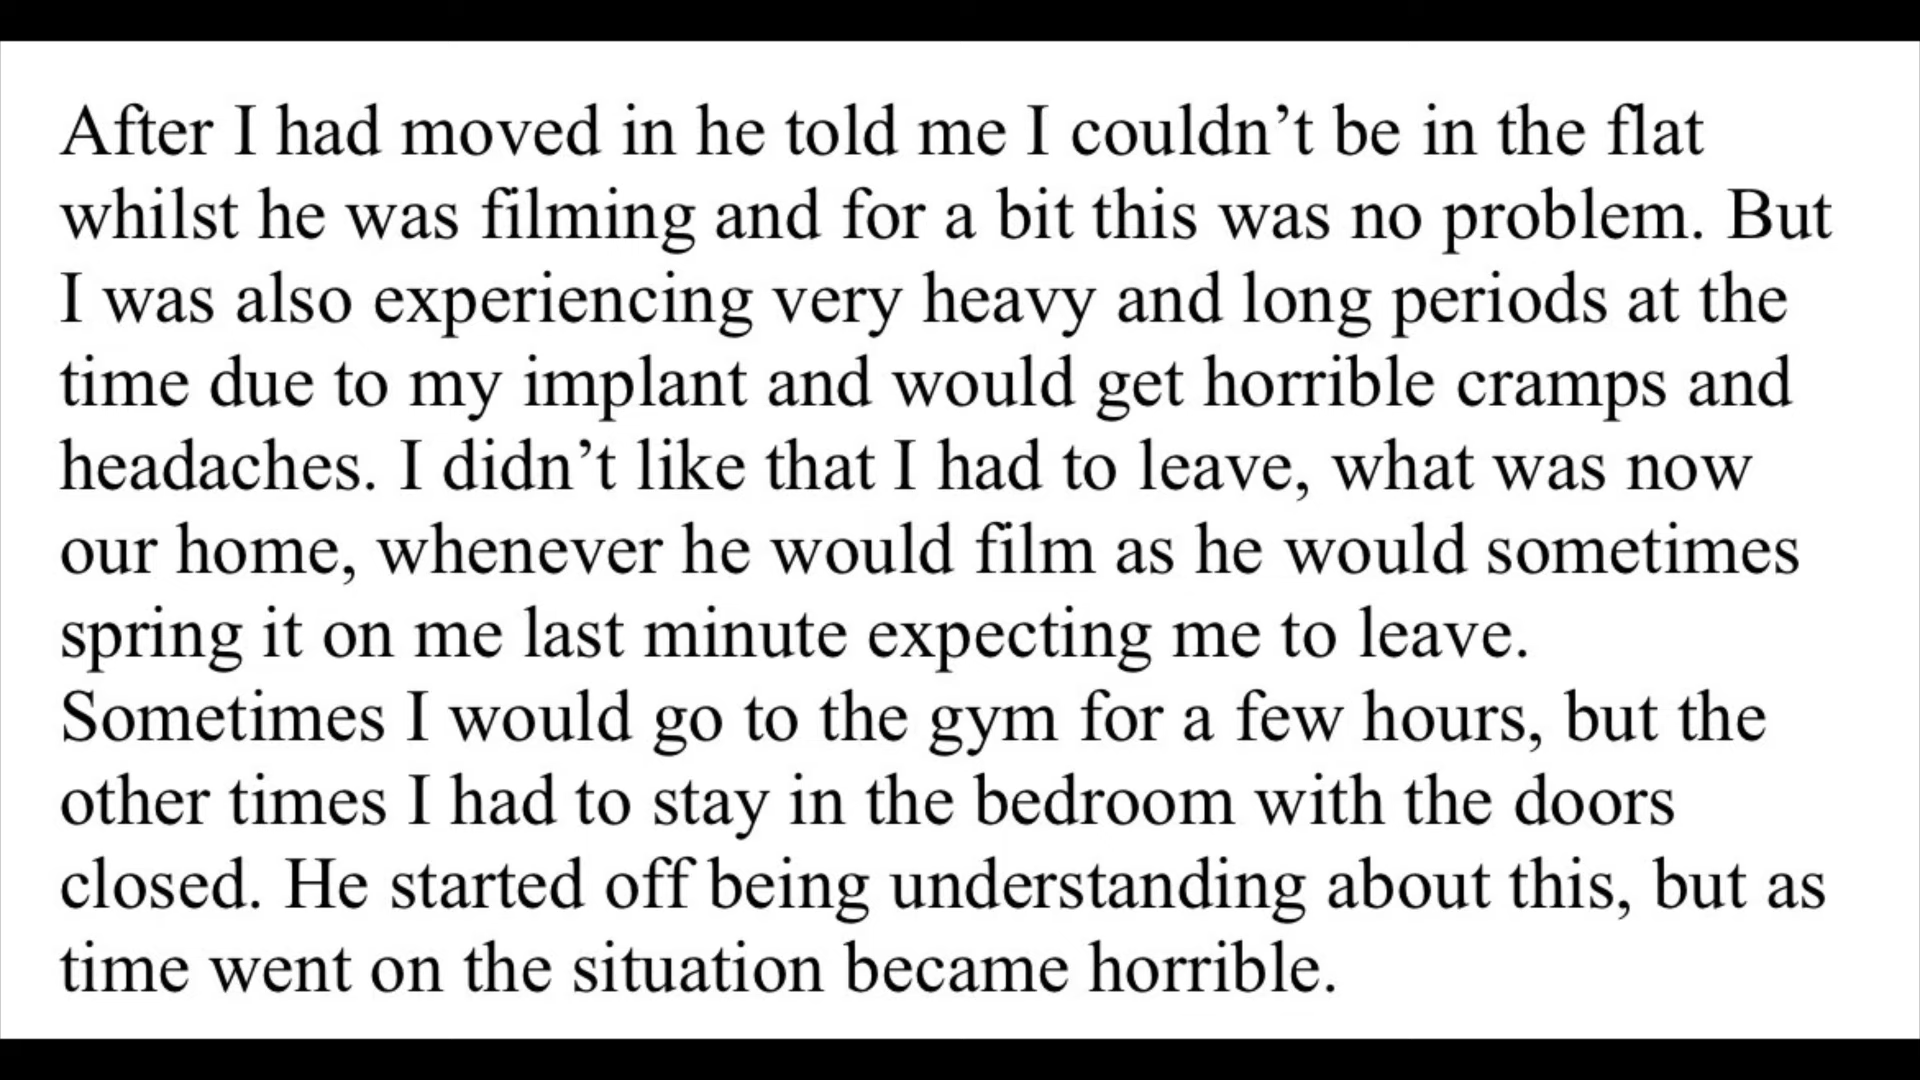 After I had moved in he told me I couldn’t be in the flat
whilst he was filming and for a bit this was no problem. But
I was also experiencing very heavy and long periods at the
time due to my implant and would get horrible cramps and
headaches. I didn’t like that I had to leave, what was now
our home, whenever he would film as he would sometimes
spring it on me last minute expecting me to leave.
Sometimes I would go to the gym for a few hours, but the
other times I had to stay in the bedroom with the doors
closed. He started off being understanding about this, but as
time went on the situation became horrible.